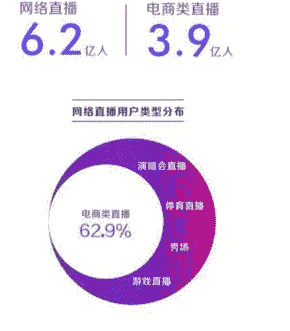 网络直播
6.2亿人
电商类直播
3.9亿人
网络直播用户类型分布
演唱会直播
体育直播
电商类直播
62.9%
秀场
游戏直播